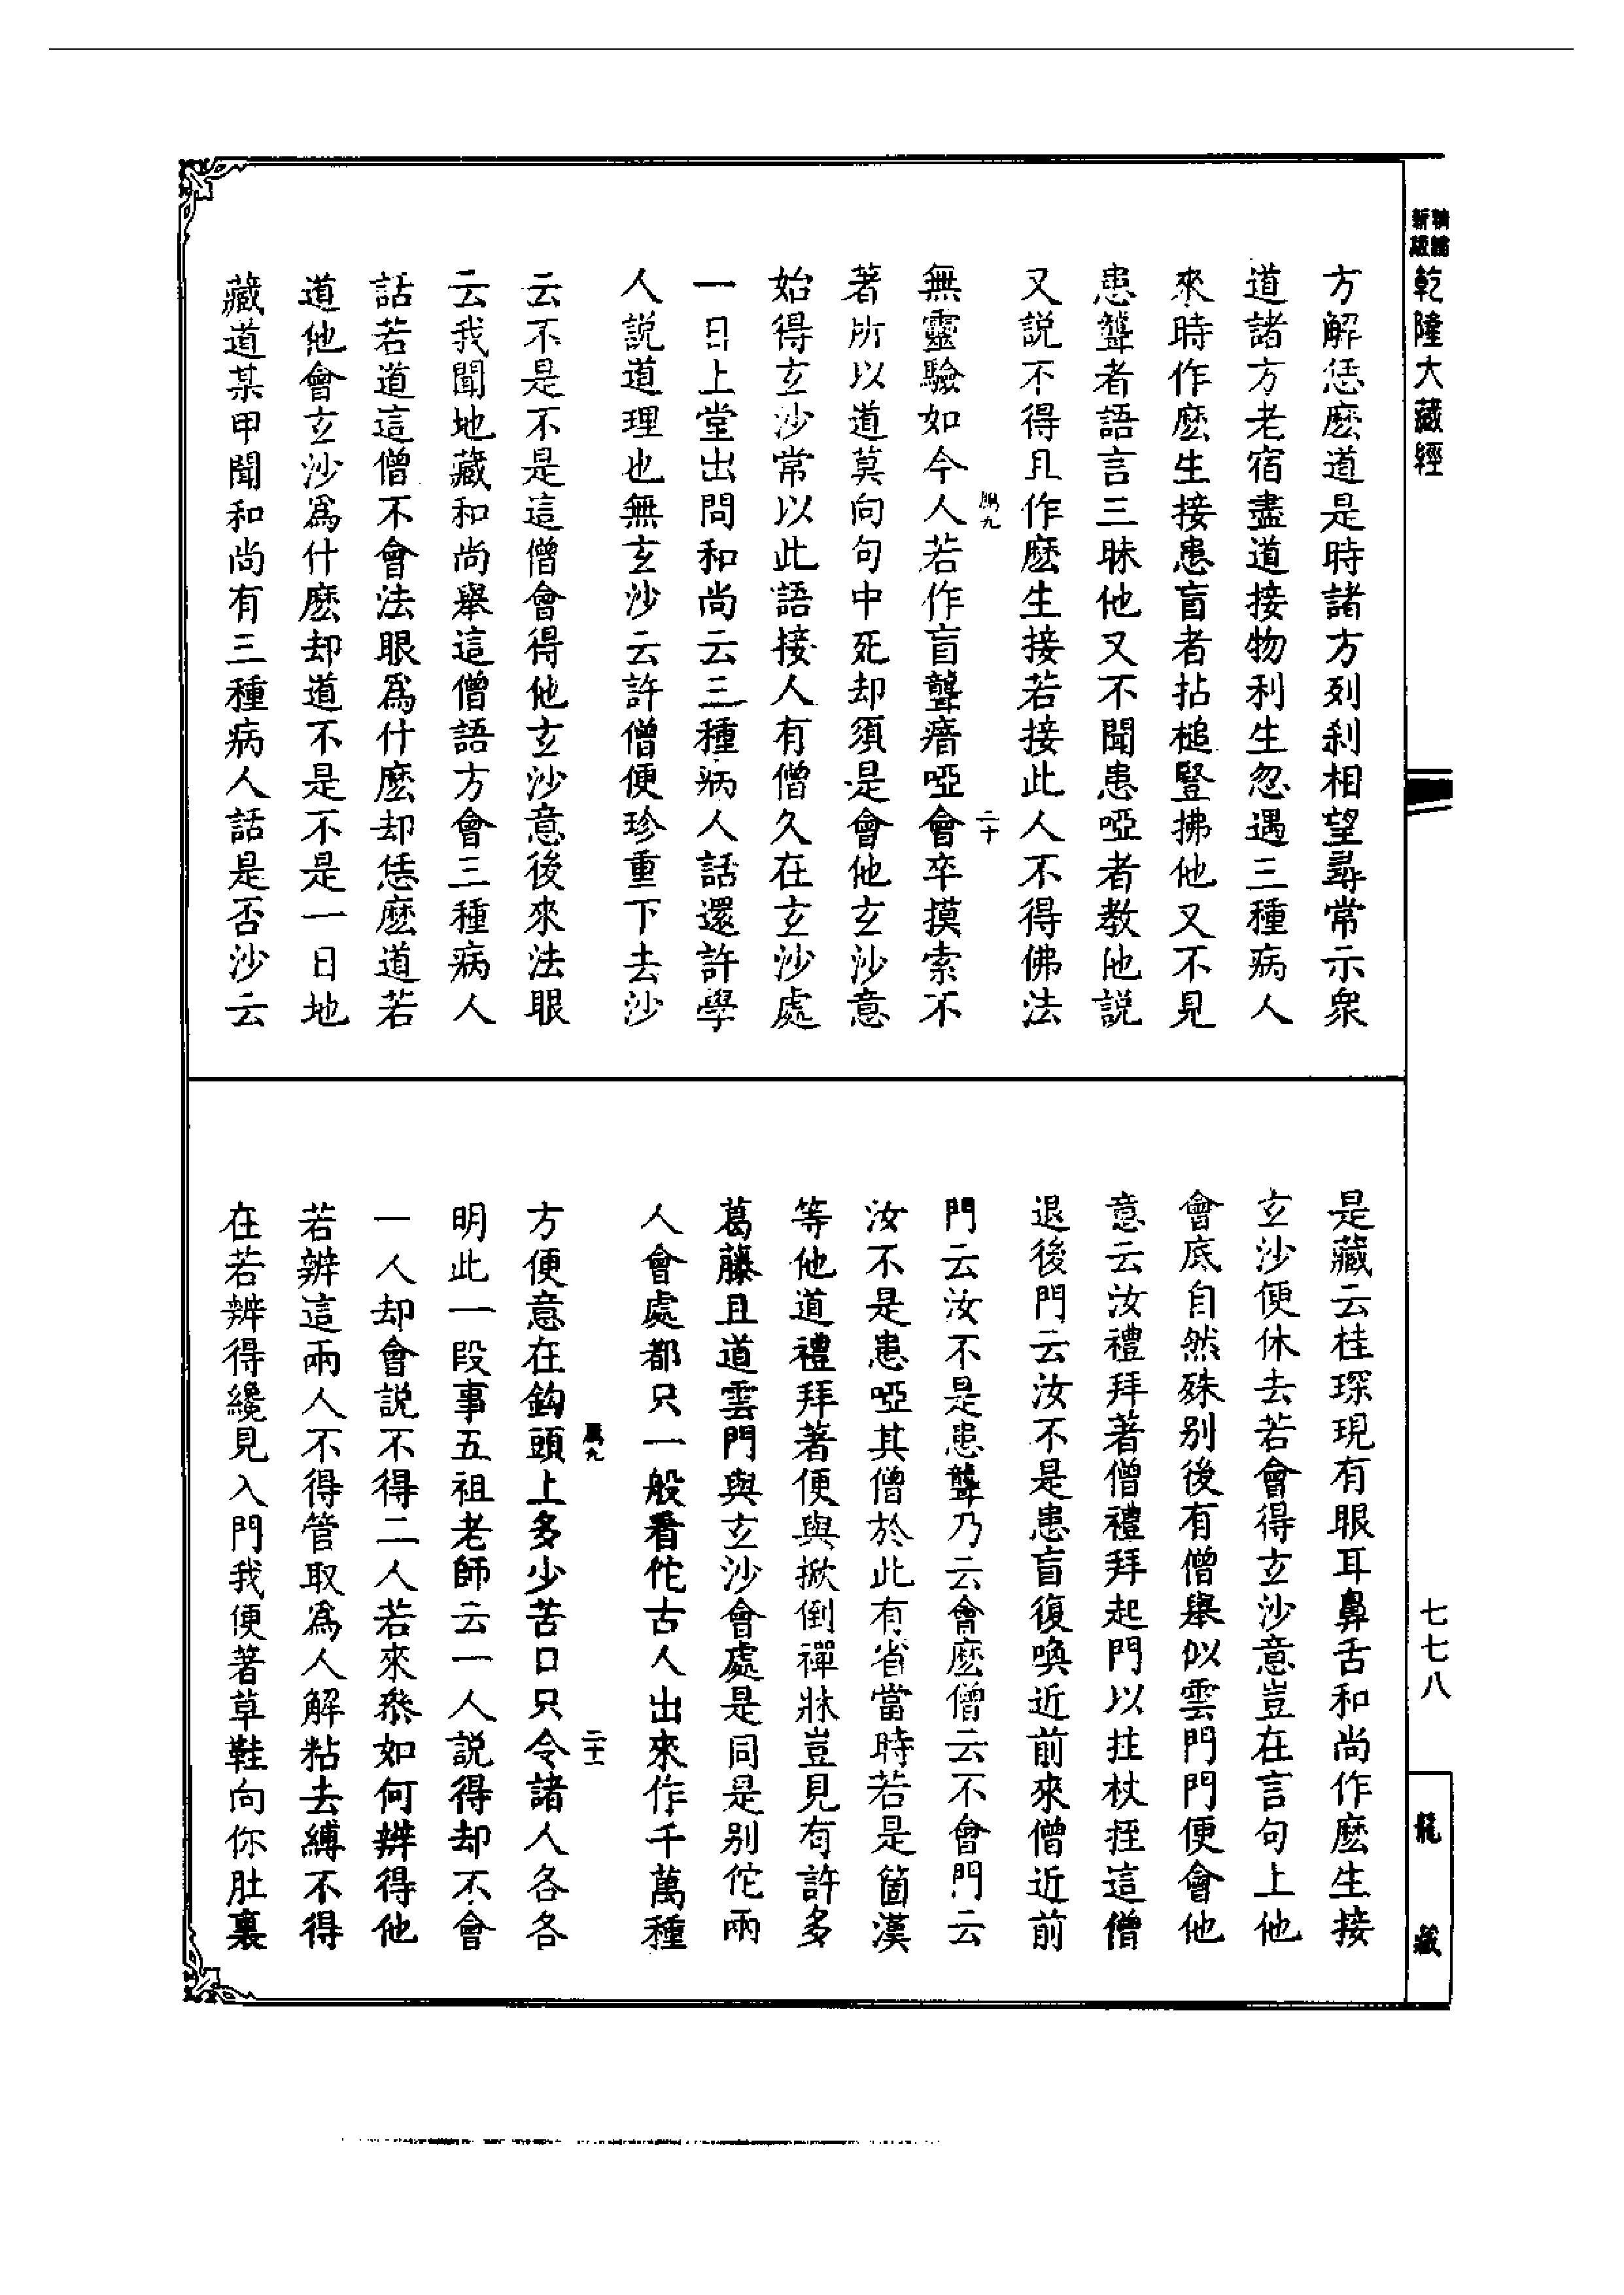 乾隆大藏經
方解恁麽道是時諸方列刹相望尋常示衆
道諸方老宿盡道接物利生忽遇三種病人
來時作麽生接患盲者拈槌豎拂他又不見
患聾者語言三昧他又不聞患啞者教他説
又説不得且作麽生接若接此人不得佛法
九
二十
無靈驗如今人若作盲聾瘖啞會卒摸索不
著所以道莫向句中死却須是會他玄沙意
始得玄沙常以此語接人有僧久在玄沙處
一日上堂出問和尚云三種病人話還許學
人説道理也無玄沙云許僧便珍重下去沙
云不是不是這僧會得他玄沙意後來法眼
云我聞地藏和尚舉這僧語方會三種病人
話若道這僧不會法眼爲什麽却恁麽道若
道他會玄沙爲什麽却道不是不是一日地
藏道某甲聞和尚有三種病人話是否沙云
七七八
龍藏
是藏云桂琛現有眼耳鼻舌和尚作麽生接
玄沙便休去若會得玄沙意豈在言句上他
會底自然殊别後有僧舉似雲門門便會他
意云汝禮拜著僧禮拜起門以拄杖挃這僧
退後門云汝不是患盲復喚近前來僧近前
門云汝不是患聾乃云會麽僧云不會門云
汝不是患啞其僧於此有省當時若是箇漢
等他道禮拜著便與掀倒禪牀豈見有許多
葛藤且道雲門與玄沙會處是同是别佗兩
人會處都只一般看佗古人出來作千萬種
九
二十一
方便意在鈎頭上多少苦口只令諸人各各
明此一段事五祖老師云一人説得却不會
一人却會説不得二人若來叅如何辨得他
若辨這兩人不得管取爲人解粘去縛不得
在若辨得纔見入門我便著草鞋向你肚裏